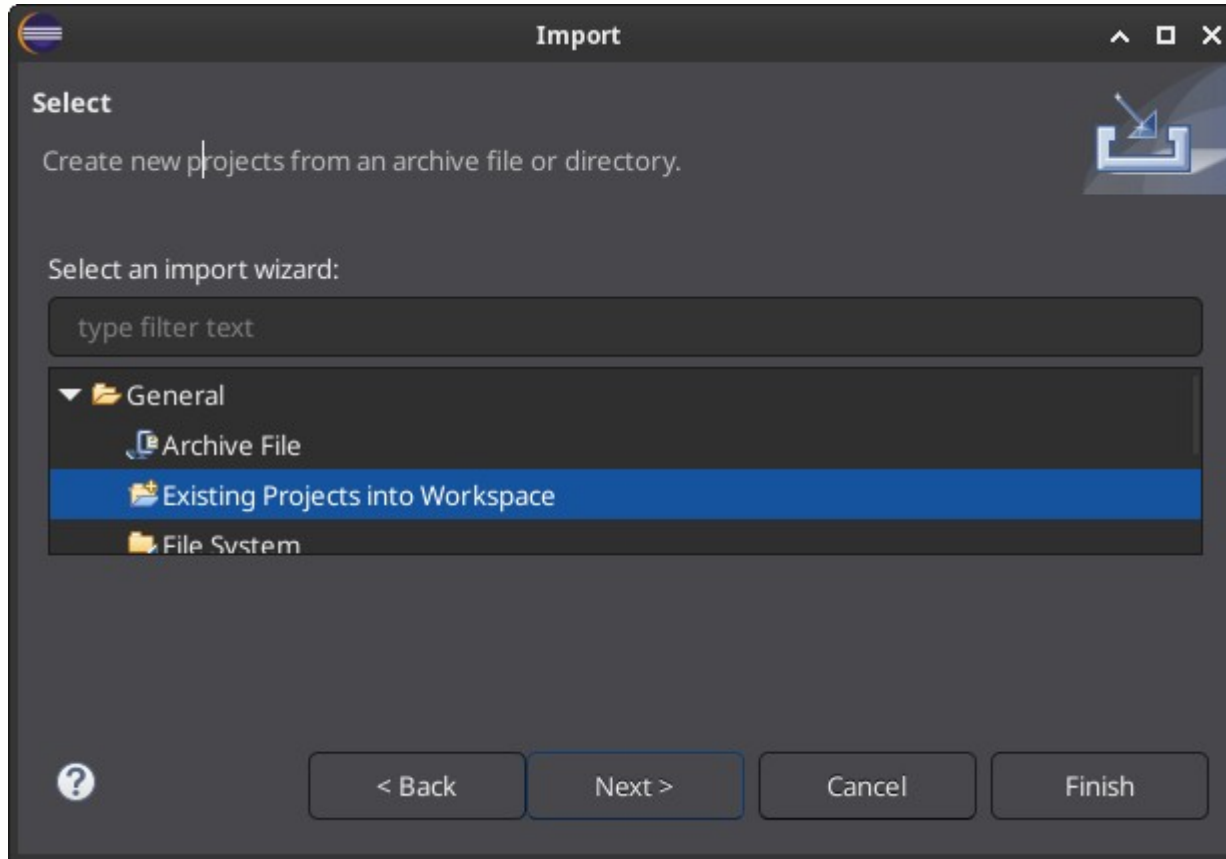 Import
Select
Create new projects from an archive file or directory.
Select an import wizard:
type filter text
General
Archive File
Existing Projects into Workspace
File System
?
< Back Next > Cancel Finish